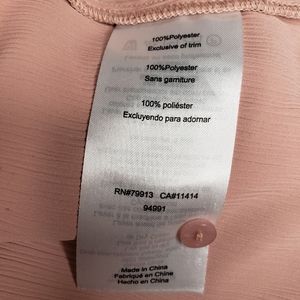 100%Polyester
Exclusive of trim
100%Polyester
Sans garniture
100% poliéster
Excluyendo para adornar
RN#79913 CA#11414
94991
Made in China
Fabriqué en Chine
Hecho en China